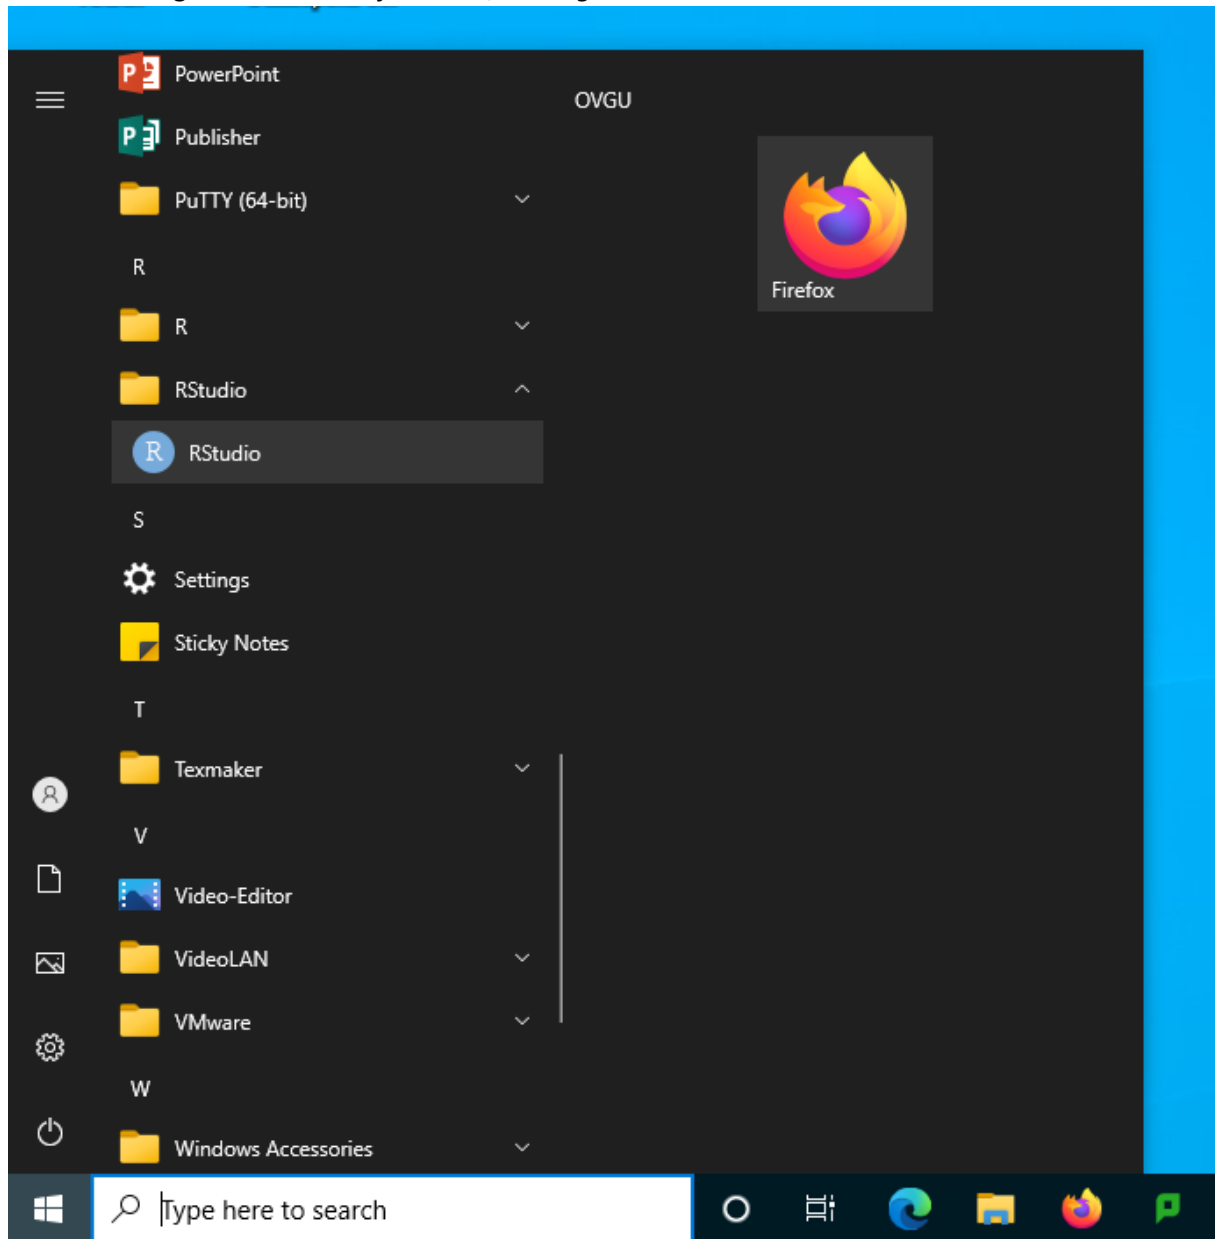 PowerPoint
OVGU
Publisher
PuTTY (64-bit)
R
Firefox
R
RStudio
R RStudio
S
Settings
Sticky Notes
T
Texmaker
V
Video-Editor
VideoLAN
VMware
W
Windows Accessories
Type here to search